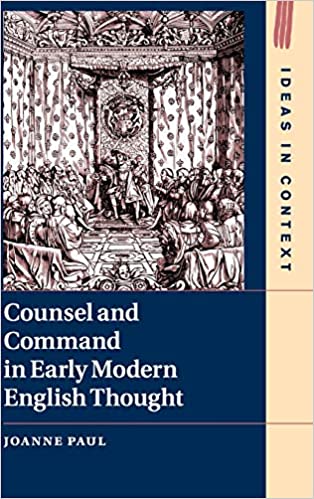 IDEAS IN CONTEXT
Counsel and
Command
in Early Modern
English Thought
JOANNE PAUL